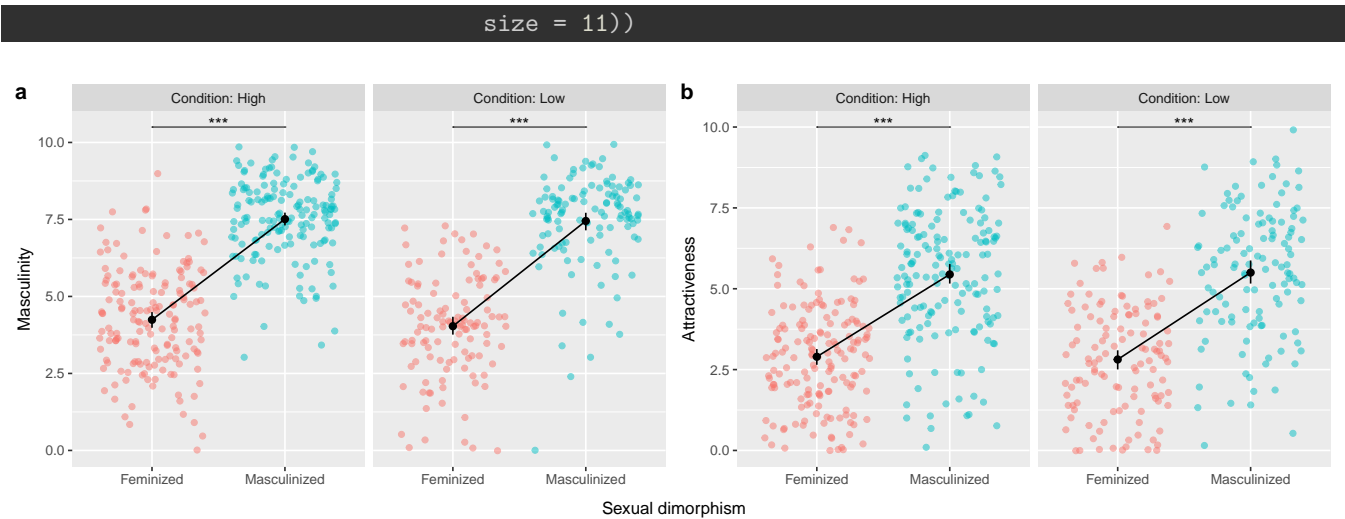 size = 11))
a
b
Condition: High
Condition: Low
Condition: High
Condition: Low
***
***
***
***
Masculinity
10.0
7.5
5.0
2.5
0.0
Attractiveness
10.0
7.5
5.0
2.5
0.0
Feminized
Masculinized
Feminized
Masculinized
Feminized
Masculinized
Feminized
Masculinized
Sexual dimorphism